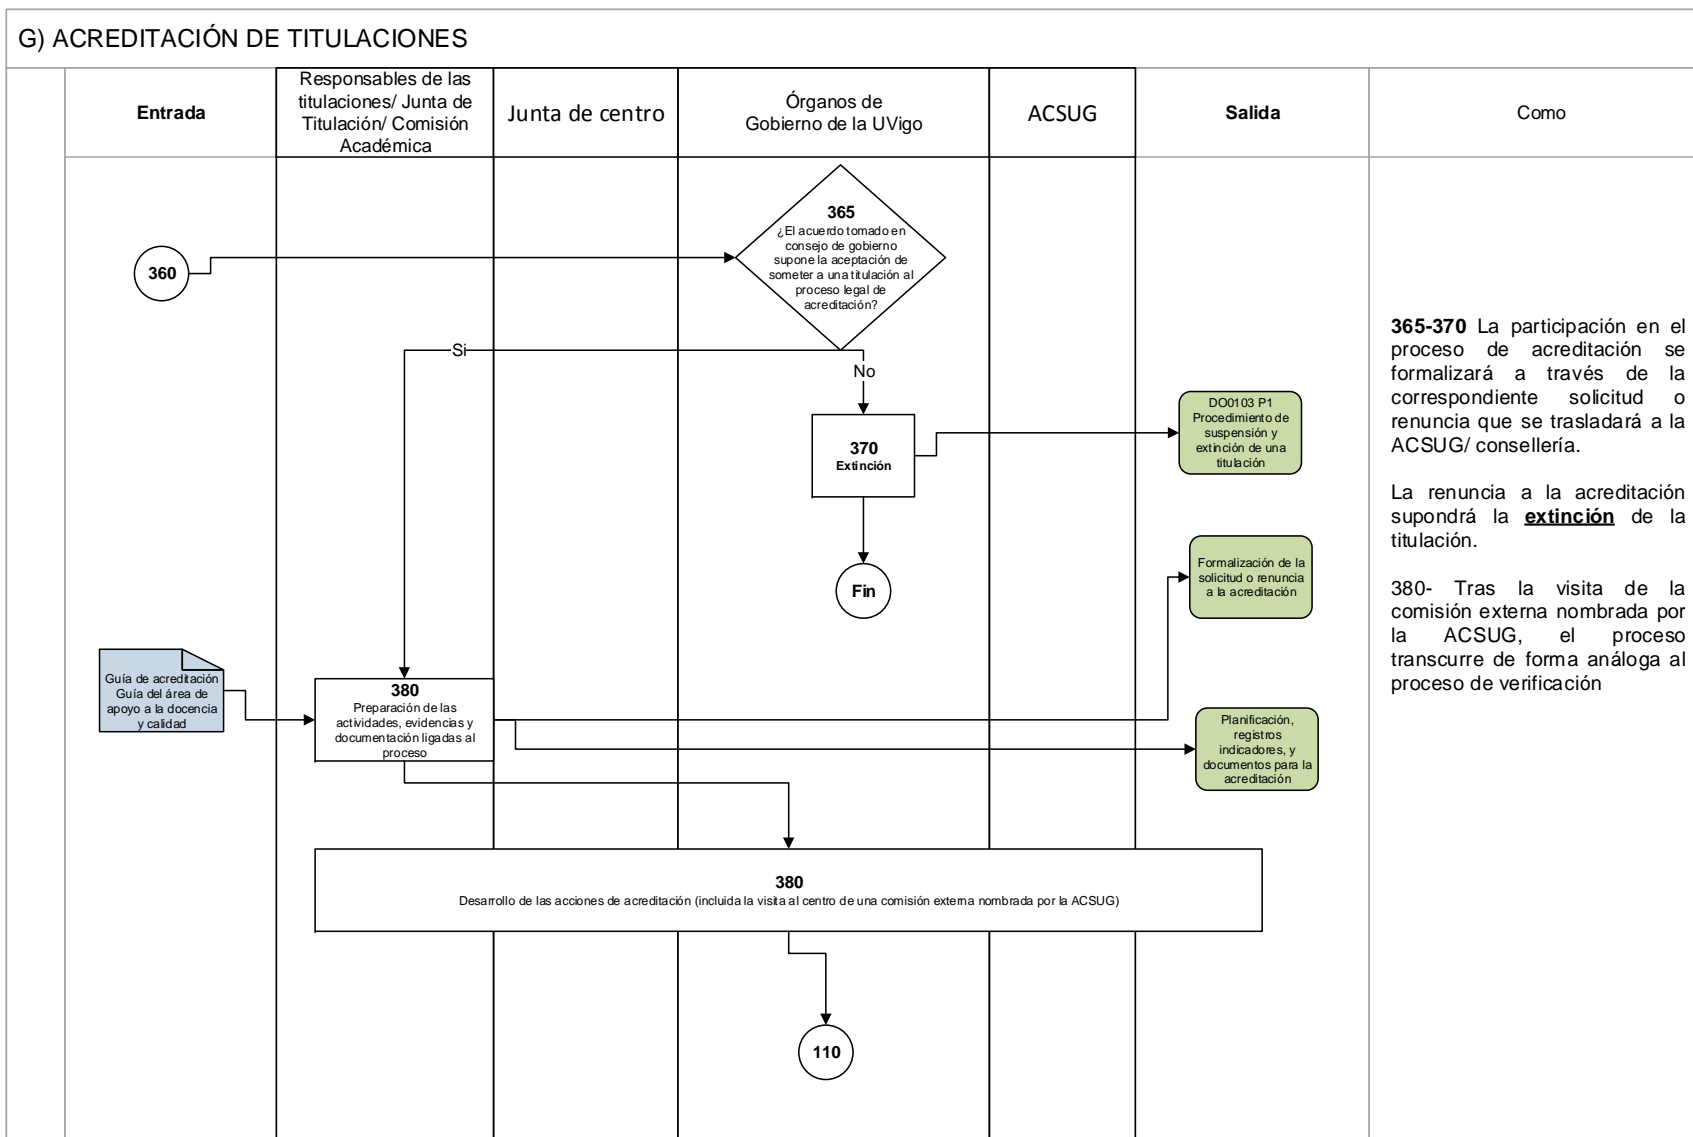 G) ACREDITACIÓN DE TITULACIONES
Entrada
Responsables de las
titulaciones/ Junta de
Titulación/ Comisión
Académica
Junta de centro
Órganos de
Gobierno de la UVigo
ACSUG
Salida
Como
360
365
¿El acuerdo tomado en
consejo de gobierno
supone la aceptación de
someter a una titulación al
proceso legal de
acreditación?
Si
No
370
Extinción
DO0103 P1
Procedimiento de
suspensión y
extinción de una
titulación
Fin
Formalización de la
solicitud o renuncia
a la acreditación
Guía de acreditación
Guía del área de
apoyo a la docencia
y calidad
380
Preparación de las
actividades, evidencias y
documentación ligadas al
proceso
Planificación,
registros
indicadores, y
documentos para la
acreditación
380
Desarrollo de las acciones de acreditación (incluida la visita al centro de una comisión externa nombrada por la ACSUG)
110
365-370 La participación en el
proceso de acreditación se
formalizará a través de la
correspondiente solicitud o
renuncia que se trasladará a la
ACSUG/ consellería.
La renuncia a la acreditación
supondrá la extinción de la
titulación.
380- Tras la visita de la
comisión externa nombrada por
la ACSUG, el proceso
transcurre de forma análoga al
proceso de verificación